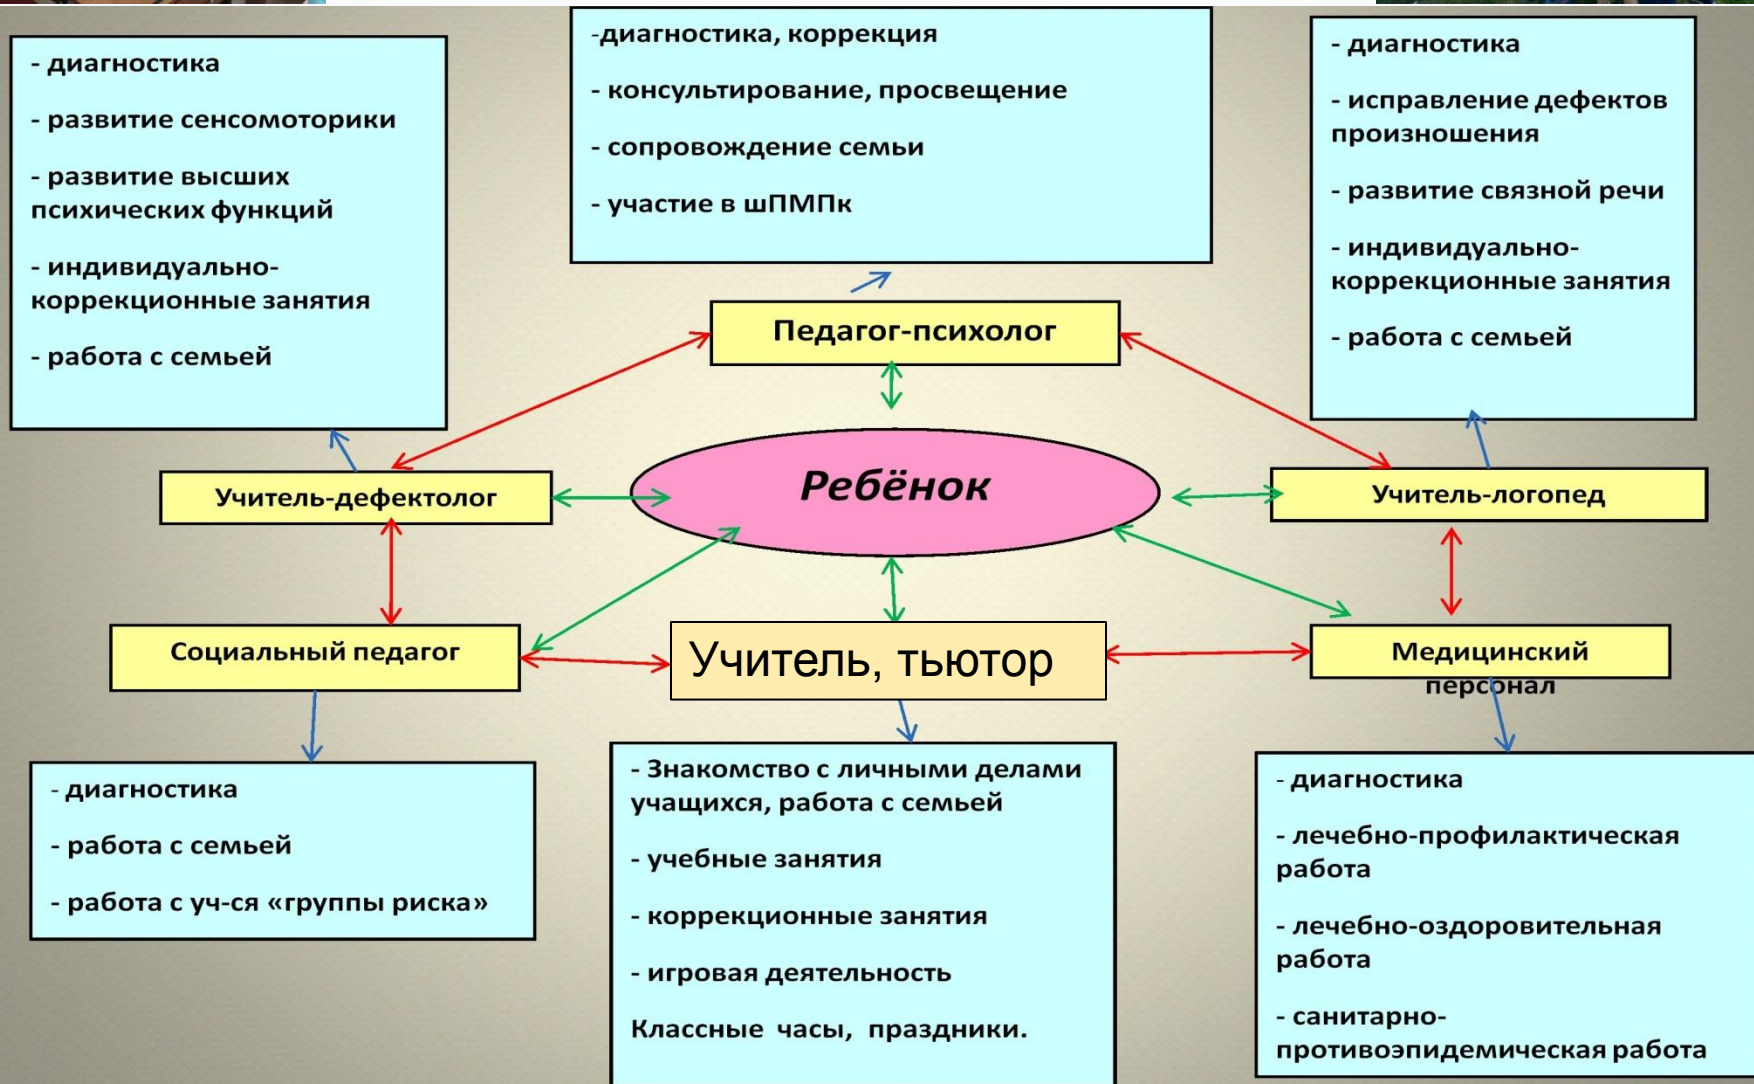 - диагностика
- развитие сенсомоторики
- развитие высших
психических функций
- индивидуально-
коррекционные занятия
- работа с семьей
-диагностика, коррекция
- консультирование, просвещение
- сопровождение семьи
- участие в шПМПк
- диагностика
- исправление дефектов
произношения
- развитие связной речи
- индивидуально-
коррекционные занятия
- работа с семьей
Педагог-психолог
Учитель-дефектолог
Ребёнок
Учитель-логопед
Социальный педагог
Учитель, тьютор
Медицинский
персонал
- диагностика
- работа с семьей
- работа с уч-ся «группы риска»
- Знакомство с личными делами
учащихся, работа с семьей
- учебные занятия
- коррекционные занятия
- игровая деятельность
Классные часы, праздники.
- диагностика
- лечебно-профилактическая
работа
- лечебно-оздоровительная
работа
- санитарно-
противоэпидемическая работа